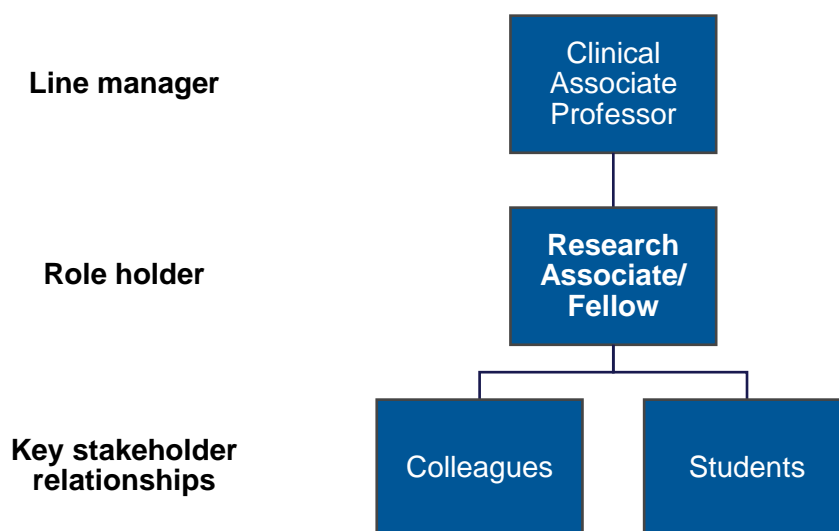 Line manager
Clinical
Associate
Professor
Role holder
Research
Associate/
Fellow
Key stakeholder
relationships
Colleagues
Students